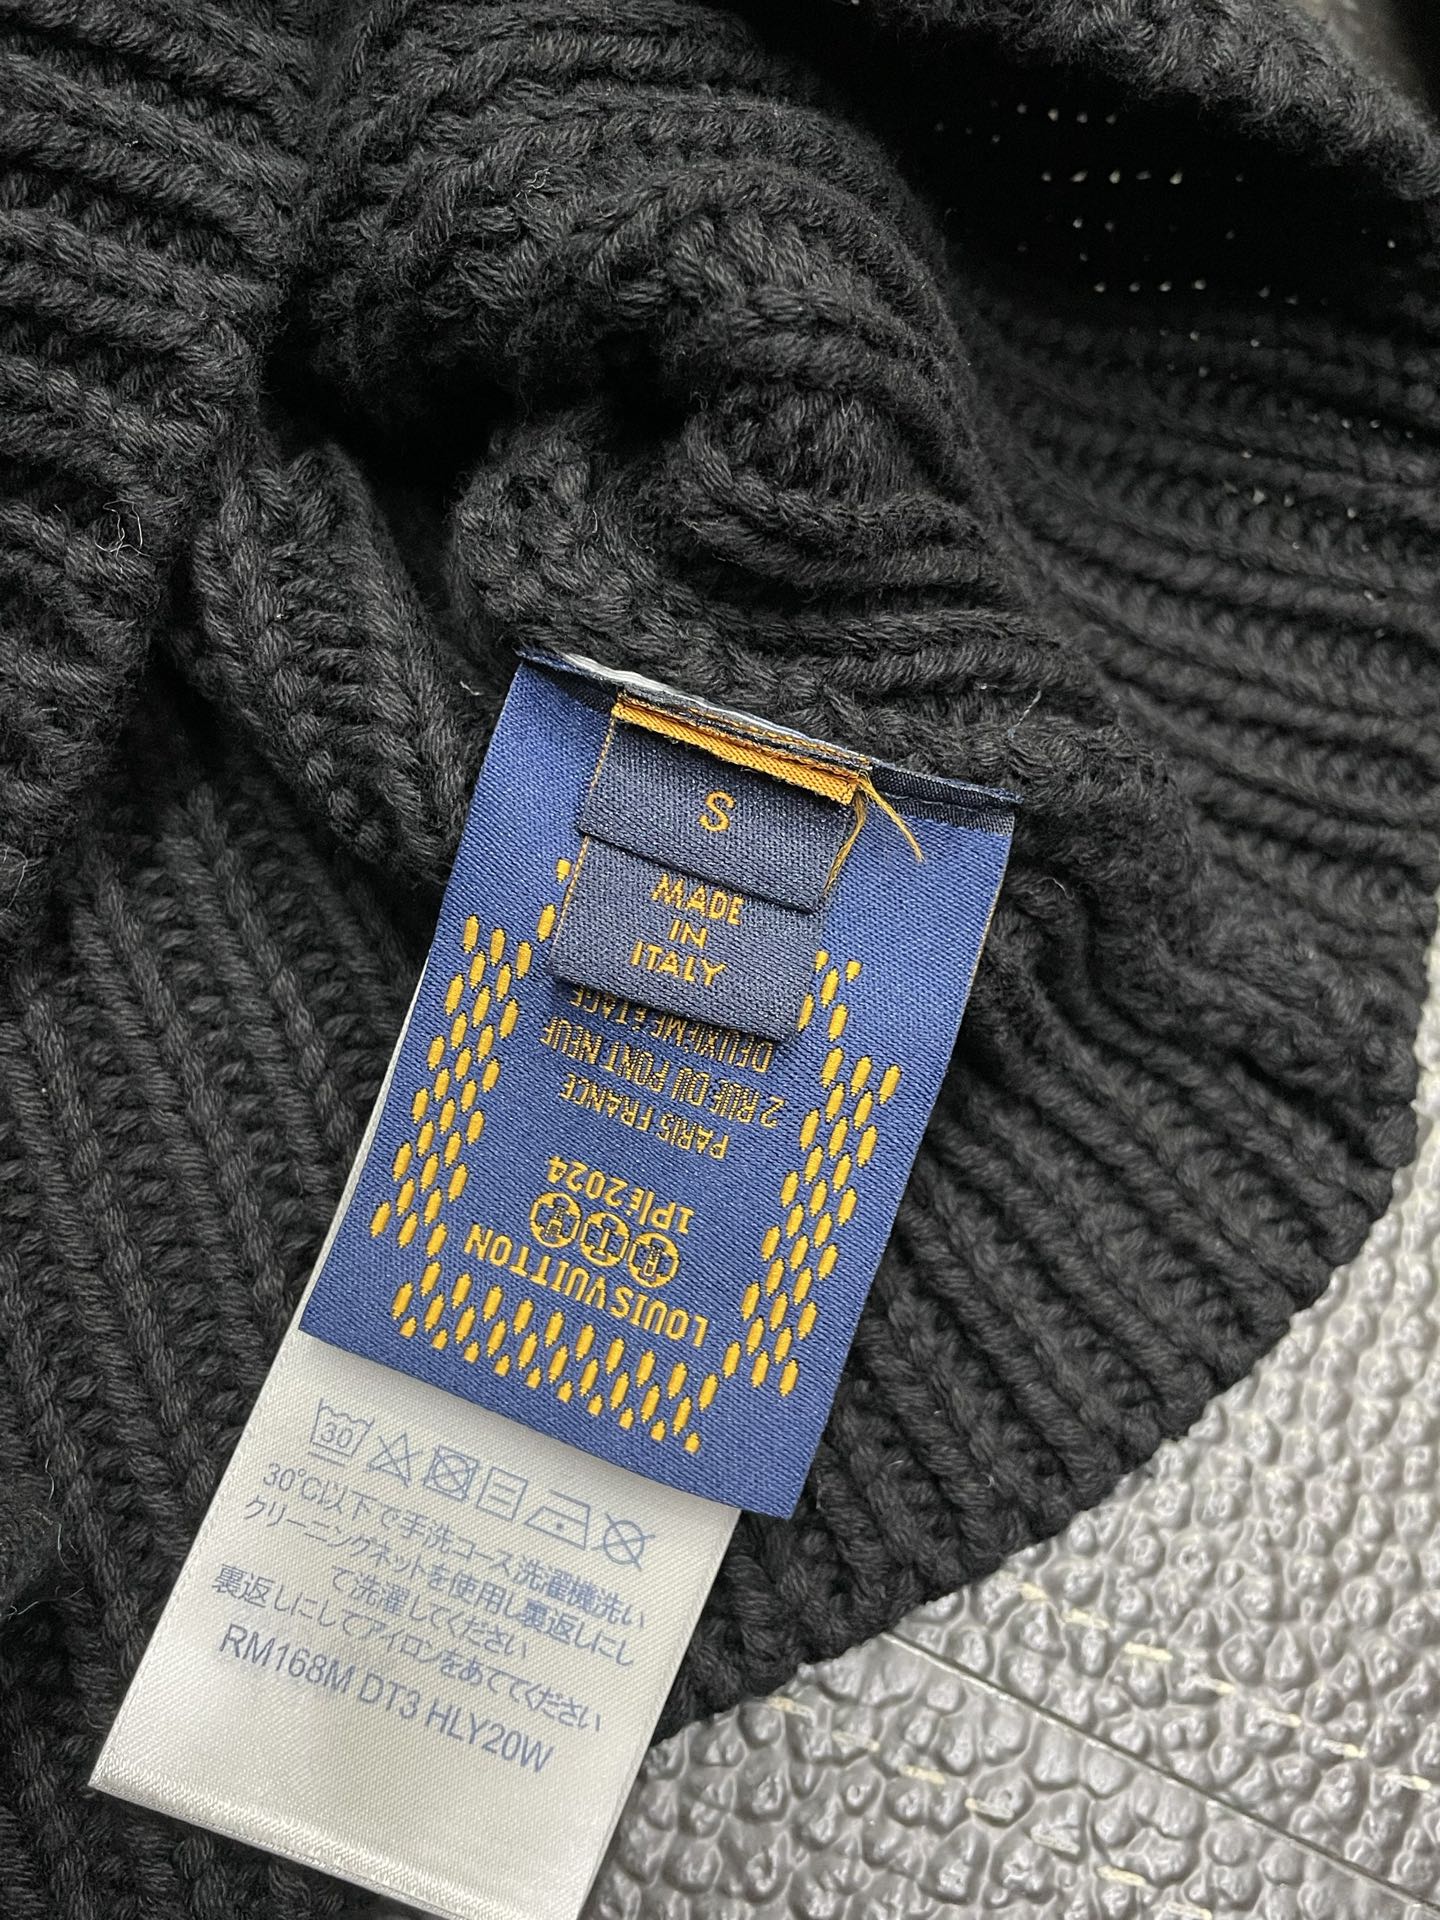 S
MADE
IN
ITALY
DEUXIÈME ÉTAGE
2 RUE DU PONT NEUF
PARIS FRANCE
LOUIS VUITTON
30
30℃以下で手洗コース洗濯機洗い
クリーニングネットを使用し裏返しにし
て洗濯してください
裏返しにしてアイロンをあててください
RM168M DT3 HLY20W